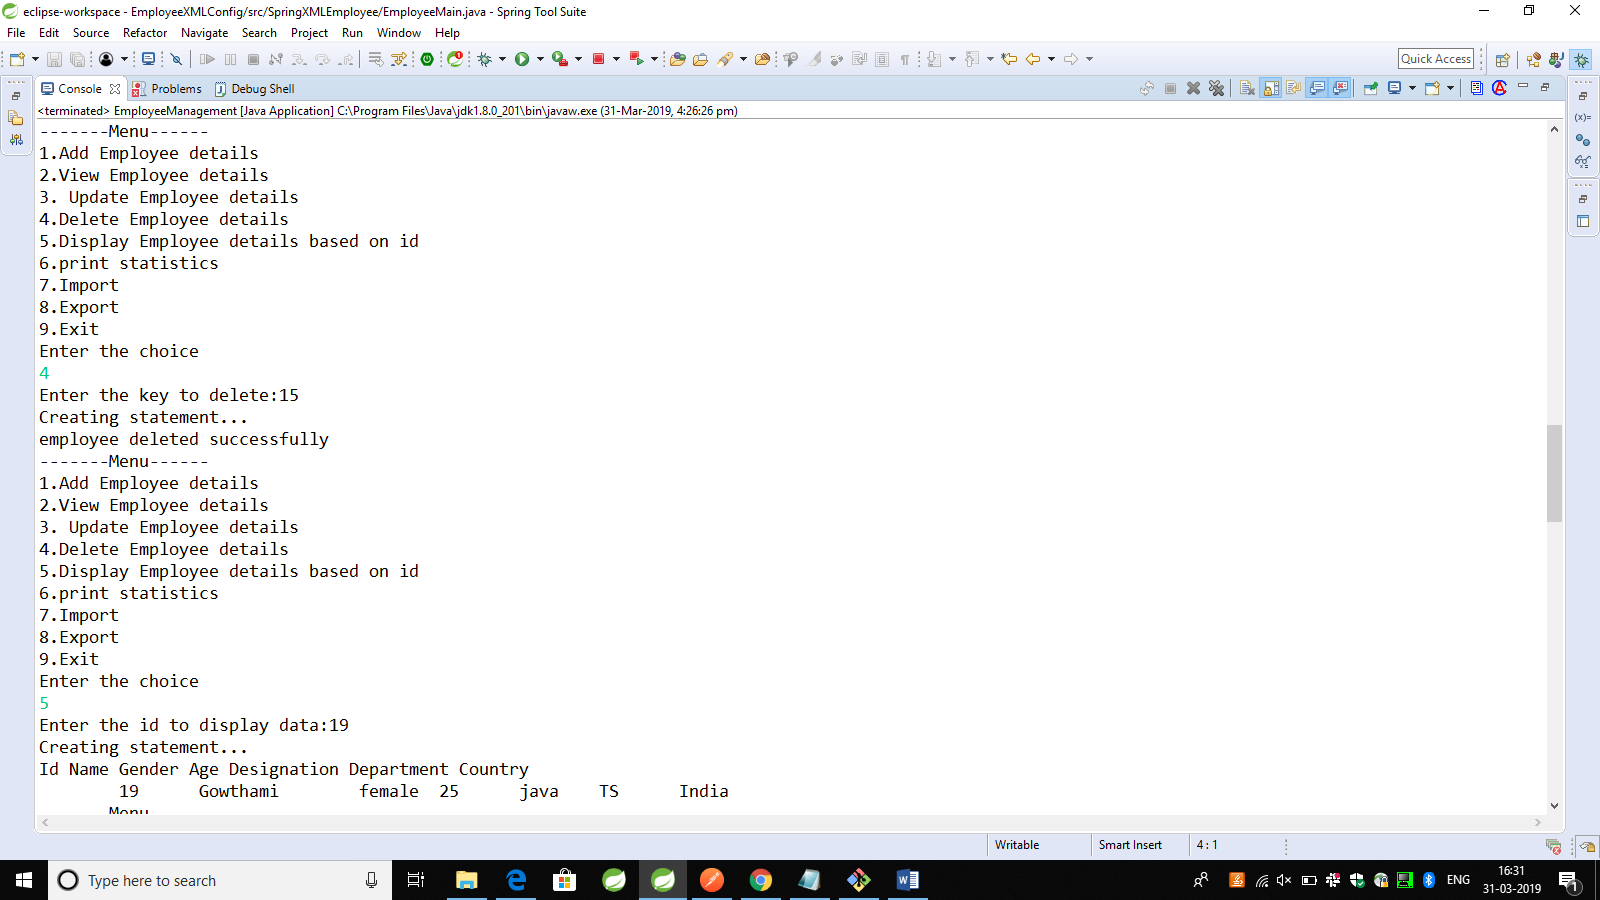 eclipse-workspace - EmployeeXMLConfig/src/SpringXMLEmployee/EmployeeMain.java - Spring Tool Suite
File Edit Source Refactor Navigate Search Project Run Window Help
Quick Access
Console Problems Debug Shell
<terminated> EmployeeManagement [Java Application] C:\Program Files\Java\jdk1.8.0_201\bin\javaw.exe (31-Mar-2019, 4:26:26 pm)
-------Menu------
1.Add Employee details
2.View Employee details
3. Update Employee details
4.Delete Employee details
5.Display Employee details based on id
6.print statistics
7.Import
8.Export
9.Exit
Enter the choice
4
Enter the key to delete:15
Creating statement...
employee deleted successfully
-------Menu------
1.Add Employee details
2.View Employee details
3. Update Employee details
4.Delete Employee details
5.Display Employee details based on id
6.print statistics
7.Import
8.Export
9.Exit
Enter the choice
5
Enter the id to display data:19
Creating statement...
Id Name Gender Age Designation Department Country
19 Gowthami female 25 java TS India
Menu
Writable Smart Insert 4 : 1
Type here to search
ENG
16:31
31-03-2019
1